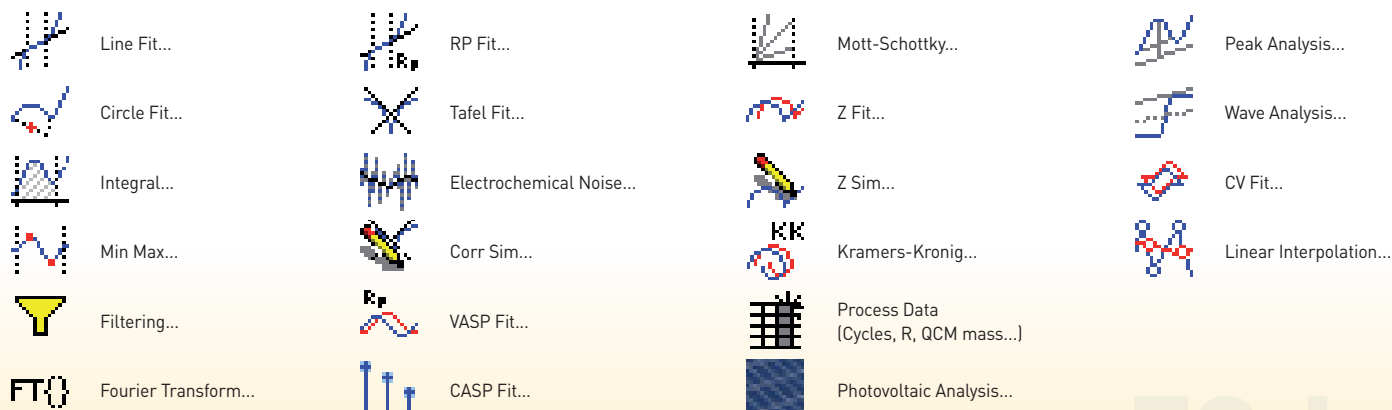 Line Fit...
RP Fit...
Rp
Mott-Schottky...
Peak Analysis...
Circle Fit...
Tafel Fit...
Z Fit...
Wave Analysis...
Integral...
Electrochemical Noise...
Z Sim...
CV Fit...
Min Max...
Corr Sim...
KK
Kramers-Kronig...
Linear Interpolation...
Filtering...
Rp
VASP Fit...
Process Data
(Cycles, R, QCM mass...)
FT{}
Fourier Transform...
CASP Fit...
Photovoltaic Analysis...